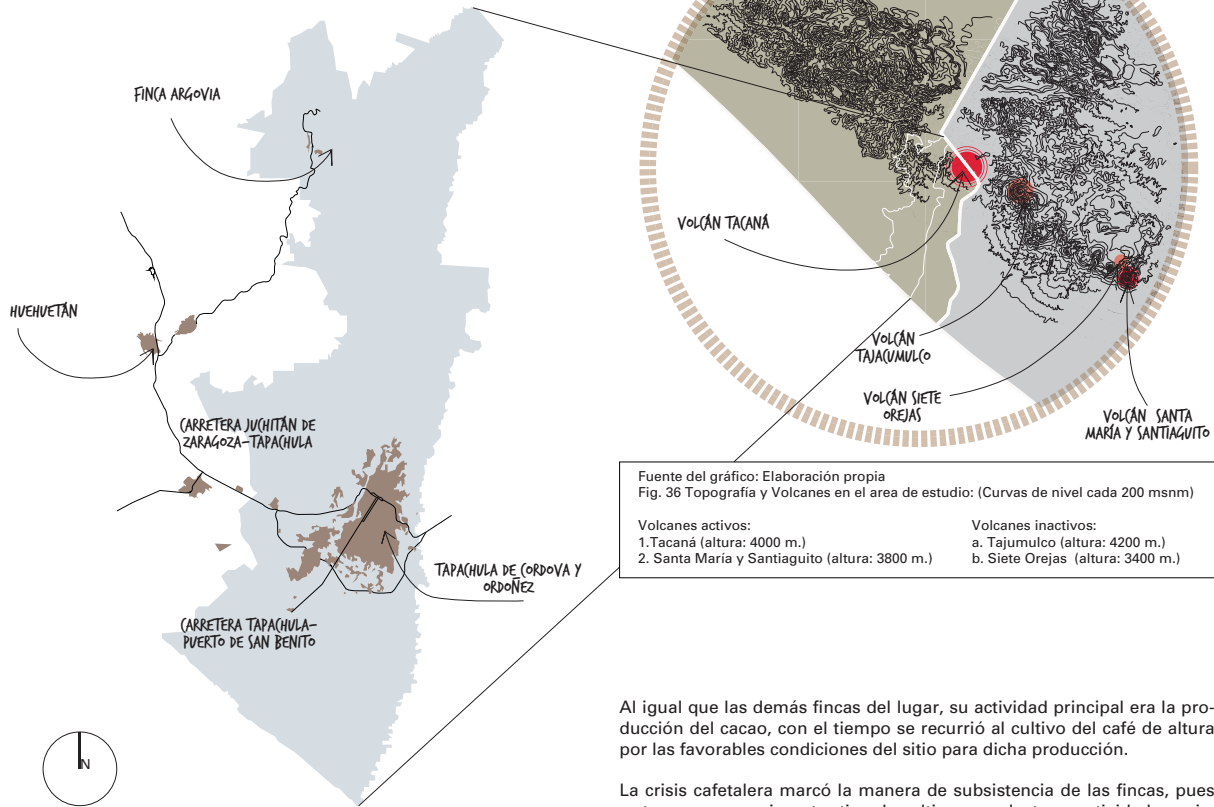 FINCA ARGOVIA
HUEHUETÁN
CARRETERA JUCHITÁN DE
ZARAGOZA-TAPACHULA
TAPACHULA DE CORDOVA Y
ORDOÑEZ
CARRETERA TAPACHULA-
PUERTO DE SAN BENITO
N
VOLCÁN TACANÁ
VOLCÁN
TAJACUMULCO
VOLCÁN SIETE
OREJAS
VOLCÁN SANTA
MARÍA Y SANTIAGUITO
Fuente del gráfico: Elaboración propia
Fig. 36 Topografía y Volcanes en el area de estudio: (Curvas de nivel cada 200 msnm)
Volcanes activos:
1.Tacaná (altura: 4000 m.)
2. Santa María y Santiaguito (altura: 3800 m.)
Volcanes inactivos:
a. Tajumulco (altura: 4200 m.)
b. Siete Orejas (altura: 3400 m.)
Al igual que las demás fincas del lugar, su actividad principal era la pro-
ducción del cacao, con el tiempo se recurrió al cultivo del café de altura
por las favorables condiciones del sitio para dicha producción.
La crisis cafetalera marcó la manera de subsistencia de las fincas, pues